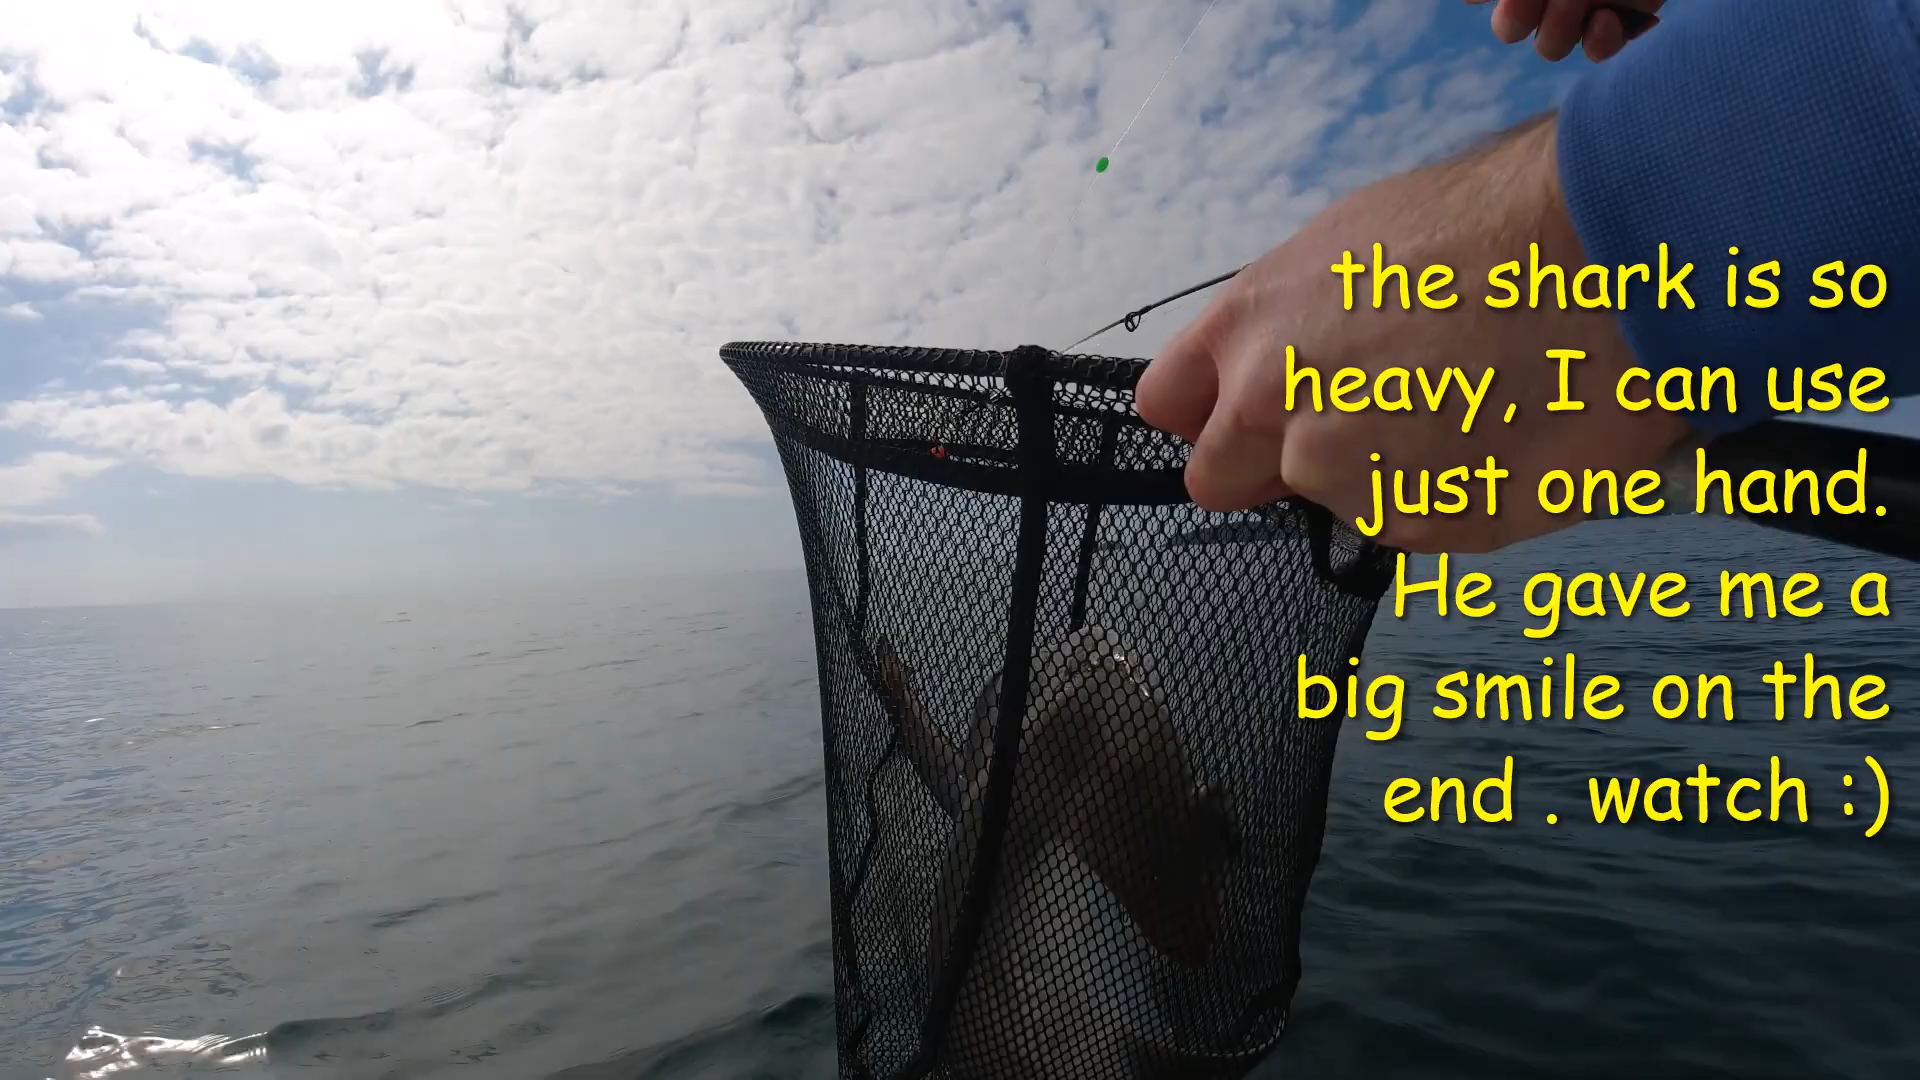 the shark is so
heavy, I can use
just one hand.
He gave me a
big smile on the
end . watch :)